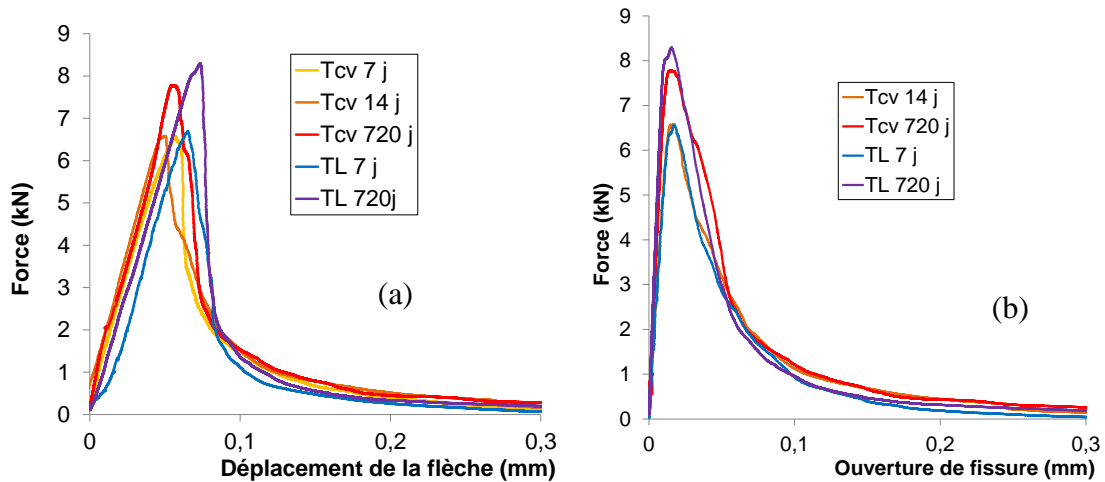 9
8
7
6
5
4
3
2
1
0
Force (kN)
Tcv 7 j
Tcv 14 j
Tcv 720 j
TL 7 j
TL 720j
(a)
0
0,1
0,2
0,3
Déplacement de la flèche (mm)
9
8
7
6
5
4
3
2
1
0
Force (kN)
Tcv 14 j
Tcv 720 j
TL 7 j
TL 720 j
(b)
0
0,1
0,2
0,3
Ouverture de fissure (mm)